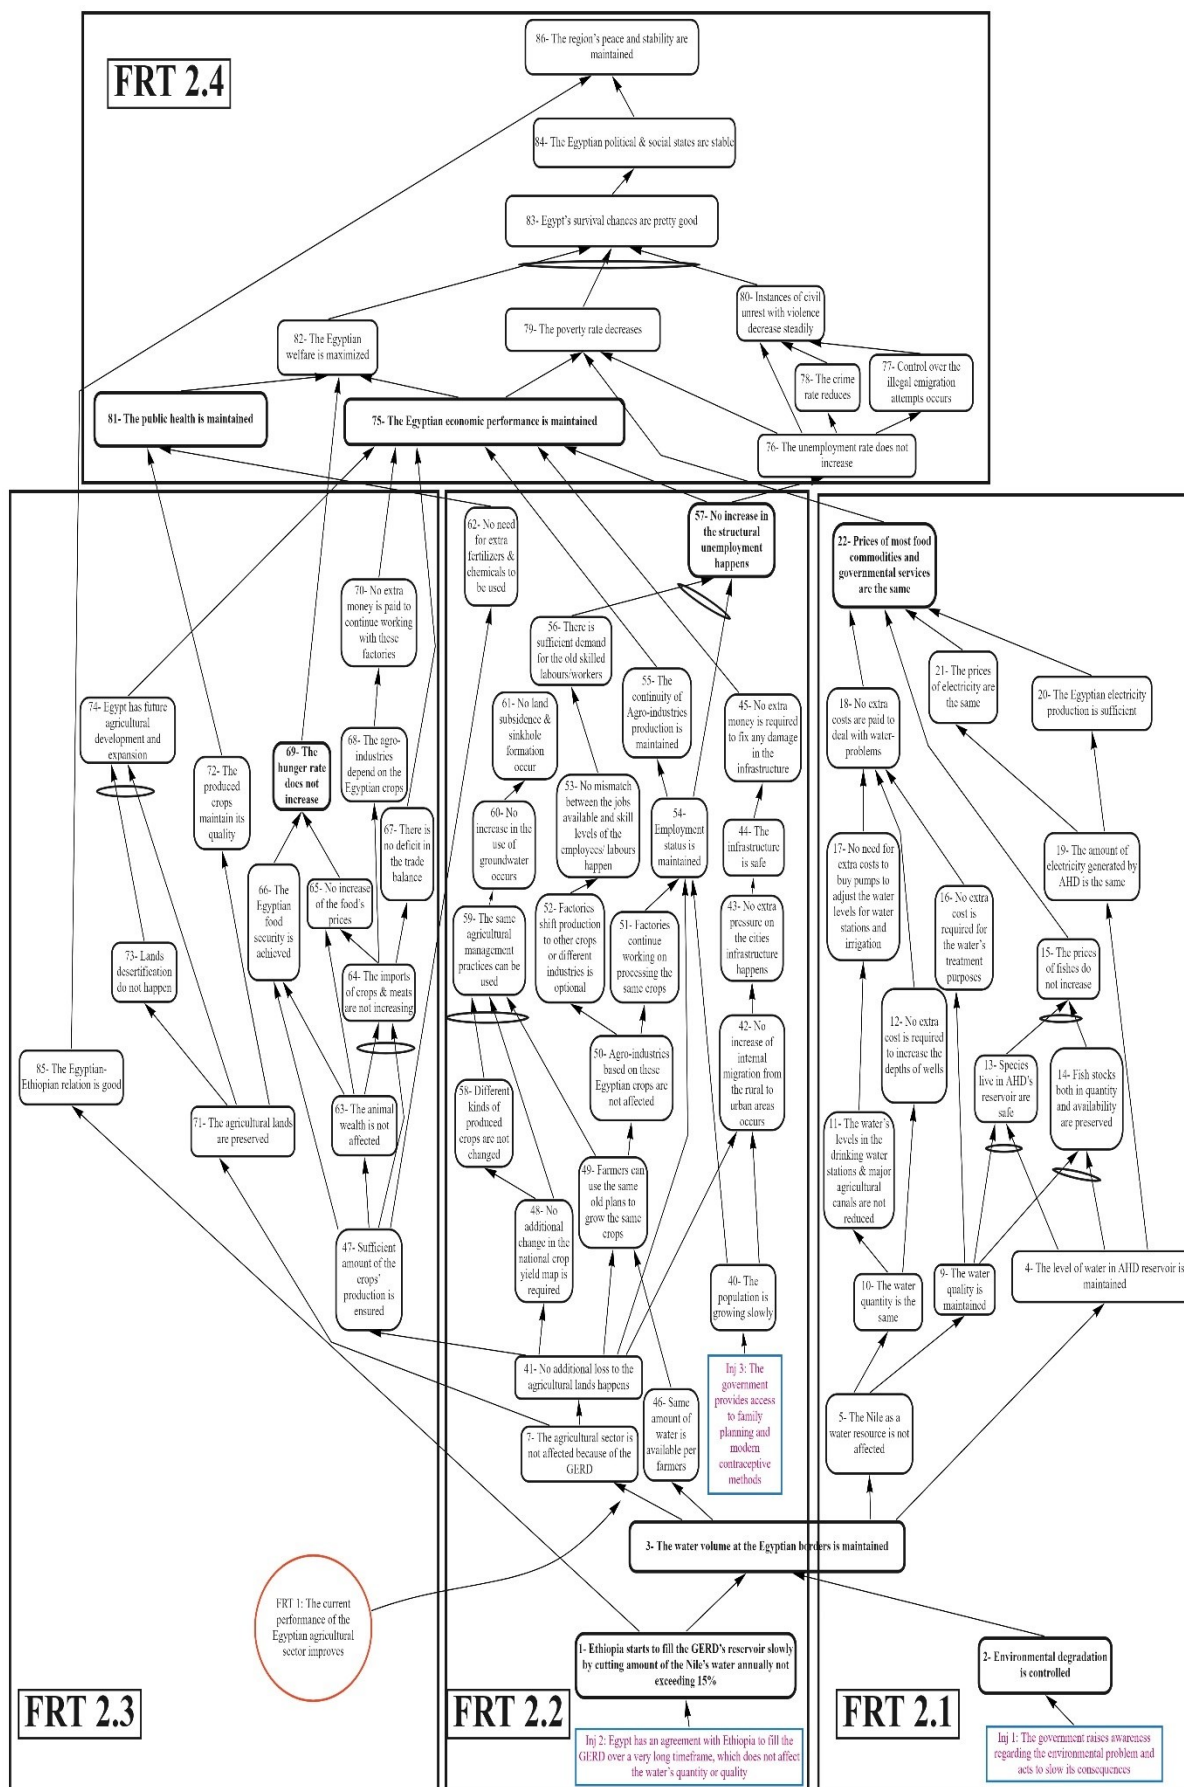 86- The region's peace and stability are
maintained
FRT 2.4
84- The Egyptian political & social states are stable
83- Egypt's survival chances are pretty good
80- Instances of civil
unrest with violence
decrease steadily
79- The poverty rate decreases
82- The Egyptian
welfare is maximized
77- Control over the
illegal emigration
attempts occurs
78- The crime
rate reduces
81- The public health is maintained
75- The Egyptian economic performance is maintained
76- The unemployment rate does not
increase
62- No need
for extra
fertilizers &
chemicals to
be used
57- No increase in
the structural
unemployment
happens
22- Prices of most food
commodities and
governmental services
are the same
70- No extra
money is paid to
continue working
with these
factories
56- There is
sufficient demand
for the old skilled
labours/workers
21- The prices
of electricity are
the same
20- The Egyptian electricity
production is sufficient
74- Egypt has future
agricultural
development and
expansion
61- No land
subsidence &
sinkhole
formation
occur
55- The
continuity of
Agro-industries
production is
maintained
45- No extra
money is required
to fix any damage
in the
infrastructure
18- No extra
costs are paid to
deal with water-
problems
69- The
hunger rate
does not
increase
68- The agro-
industries
depend on the
Egyptian crops
72- The
produced
crops
maintain its
quality
53- No mismatch
between the jobs
available and skill
levels of the
employees/ labours
happen
60- No
increase in the
use of
groundwater
occurs
54-
Employment
status is
maintained
44- The
infrastructure
is safe
67- There is
no deficit in
the trade
balance
17- No need for
extra costs to
buy pumps to
adjust the water
levels for water
stations and
irrigation
19- The amount of
electricity generated by
AHD is the same
66- The
Egyptian
food
security is
achieved
65- No increase
of the food's
prices
16- No extra
cost is
required for
the water's
treatment
purposes
59- The same
agricultural
management
practices can be
used
52- Factories
shift production
to other crops
or different
industries is
optional
51- Factories
continue
working on
processing the
same crops
43- No extra
pressure on
the cities
infrastructure
happens
15- The prices
of fishes do
not increase
73- Lands
desertification
do not happen
64- The imports
of crops & meats
are not increasing
12- No extra
cost is required
to increase the
depths of wells
42- No
increase of
internal
migration from
the rural to
urban areas
occurs
50- Agro-industries
based on these
Egyptian crops are
not affected
13- Species
live in AHD's
reservoir are
safe
14- Fish stocks
both in quantity
and availability
are preserved
85- The Egyptian-
Ethiopian relation is good
71- The agricultural lands
are preserved
63- The animal
wealth is not
affected
58- Different
kinds of
produced
crops are not
changed
11- The water's
levels in the
drinking water
stations & major
agricultural
canals are not
reduced
49- Farmers can
use the same
old plans to
grow the same
crops
48- No
additional
change in the
national crop
yield map is
required
47- Sufficient
amount of the
crops'
production is
ensured
40- The
population is
growing slowly
10- The water
quantity is the
same
9- The water
quality is
maintained
4- The level of water in AHD reservoir is
maintained
41- No additional loss to the
agricultural lands happens
Inj 3: The
government
provides access
to family
planning and
modern
contraceptive
methods
46- Same
amount of
water is
available per
farmers
5- The Nile as a
water resource is not
affected
7- The agricultural sector is
not affected because of the
GERD
3- The water volume at the Egyptian borders is maintained
FRT 1: The current
performance of the
Egyptian agricultural
sector improves
1- Ethiopia starts to fill the GERD's reservoir slowly
by cutting amount of the Nile's water annually not
exceeding 15%
2- Environmental degradation
is controlled
FRT 2.3
FRT 2.2
FRT 2.1
Inj 2: Egypt has an agreement with Ethiopia to fill the
GERD over a very long timeframe, which does not affect
the water's quantity or quality
Inj 1: The government raises awareness
regarding the environmental problem and
acts to slow its consequences